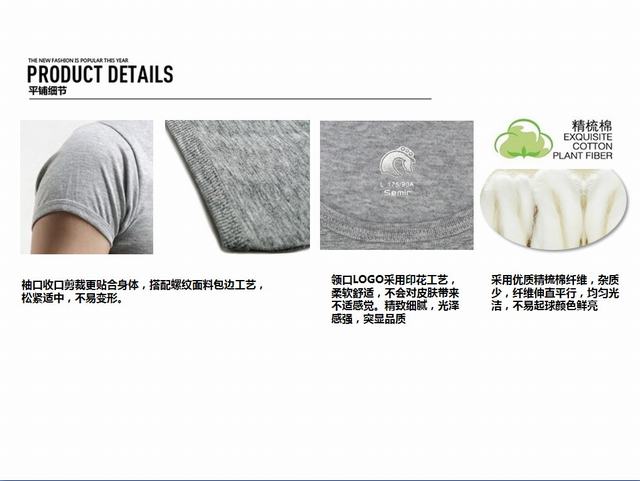 THE NEW FASHION IS POPULAR THIS YEAR
PRODUCT DETAILS
平铺细节
L 175/90A
Semir
精梳棉
EXQUISITE
COTTON
PLANT FIBER
袖口收口剪裁更贴合身体，搭配螺纹面料包边工艺，
松紧适中，不易变形。
领口LOGO采用印花工艺，
柔软舒适，不会对皮肤带来
不适感觉。精致细腻，光泽
感强，突显品质
采用优质精梳棉纤维，杂质
少，纤维伸直平行，均匀光
洁，不易起球颜色鲜亮